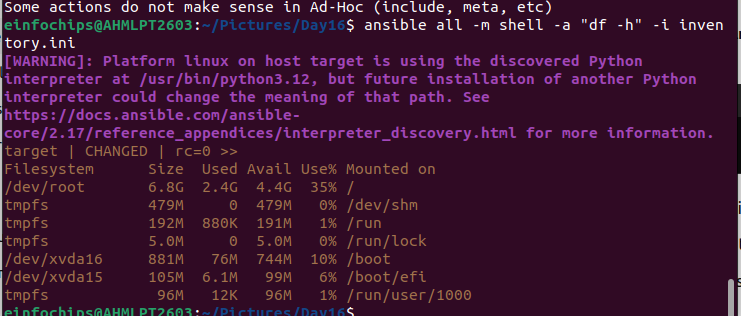 Some actions do not make sense in Ad-Hoc (include, meta, etc)
einfochips@AHMLPT2603:~/Pictures/Day16$ ansible all -m shell -a "df -h" -i inven
tory.ini
[WARNING]: Platform linux on host target is using the discovered Python
interpreter at /usr/bin/python3.12, but future installation of another Python
interpreter could change the meaning of that path. See
https://docs.ansible.com/ansible-
core/2.17/reference_appendices/interpreter_discovery.html for more information.
target | CHANGED | rc=0 >>
Filesystem      Size  Used Avail Use% Mounted on
/dev/root       6.8G  2.4G  4.4G  35% /
tmpfs           479M     0  479M   0% /dev/shm
tmpfs           192M  880K  191M   1% /run
tmpfs           5.0M     0  5.0M   0% /run/lock
/dev/xvda16     881M   76M  744M  10% /boot
/dev/xvda15     105M  6.1M   99M   6% /boot/efi
tmpfs            96M   12K   96M   1% /run/user/1000
einfochips@AHMLPT2603:~/Pictures/Day16$